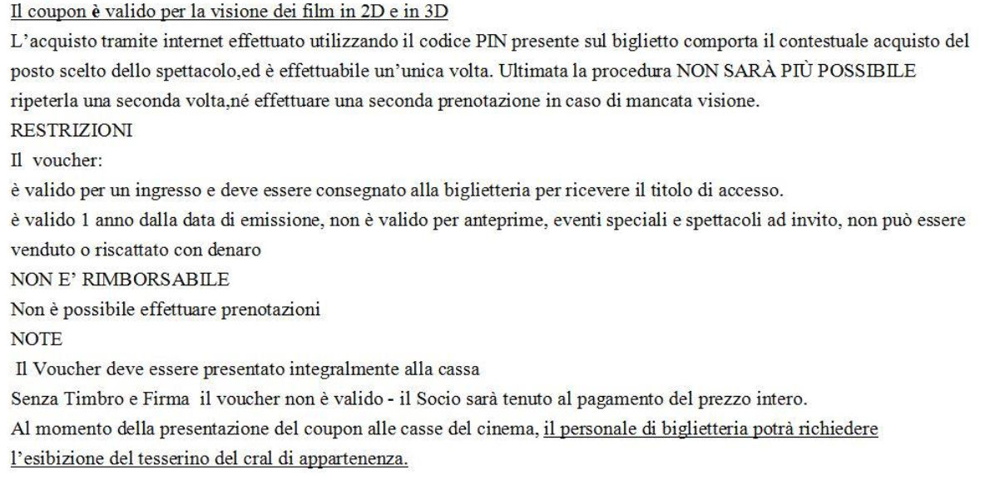 Il coupon è valido per la visione dei film in 2D e in 3D
L’acquisto tramite internet effettuato utilizzando il codice PIN presente sul biglietto comporta il contestuale acquisto del
posto scelto dello spettacolo,ed è effettuabile un’unica volta. Ultimata la procedura NON SARÀ PIÙ POSSIBILE
ripeterla una seconda volta,né effettuare una seconda prenotazione in caso di mancata visione.
RESTRIZIONI
Il  voucher:
è valido per un ingresso e deve essere consegnato alla biglietteria per ricevere il titolo di accesso.
è valido 1 anno dalla data di emissione, non è valido per anteprime, eventi speciali e spettacoli ad invito, non può essere
venduto o riscattato con denaro
NON E’ RIMBORSABILE
Non è possibile effettuare prenotazioni
NOTE
Il Voucher deve essere presentato integralmente alla cassa
Senza Timbro e Firma  il voucher non è valido - il Socio sarà tenuto al pagamento del prezzo intero.
Al momento della presentazione del coupon alle casse del cinema, il personale di biglietteria potrà richiedere
l’esibizione del tesserino del cral di appartenenza.